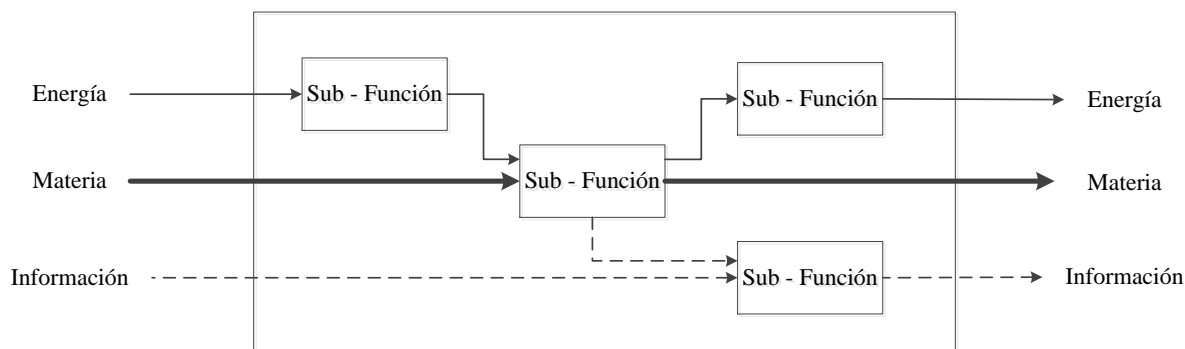 Energía
Sub - Función
Sub - Función
Energía
Materia
Sub - Función
Materia
Información
Sub - Función
Información